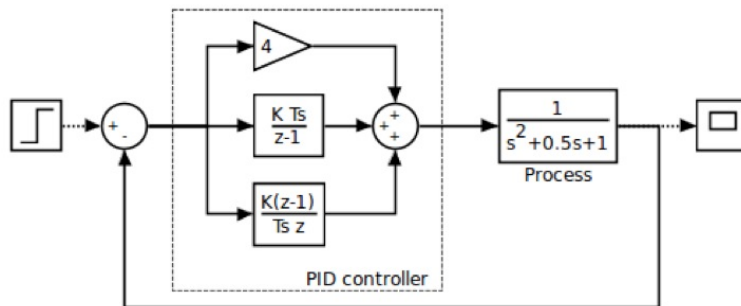 4
+
-
K Ts
z-1
+
+
+
1
s²+0.5s+1
Process
K(z-1)
Ts z
PID controller